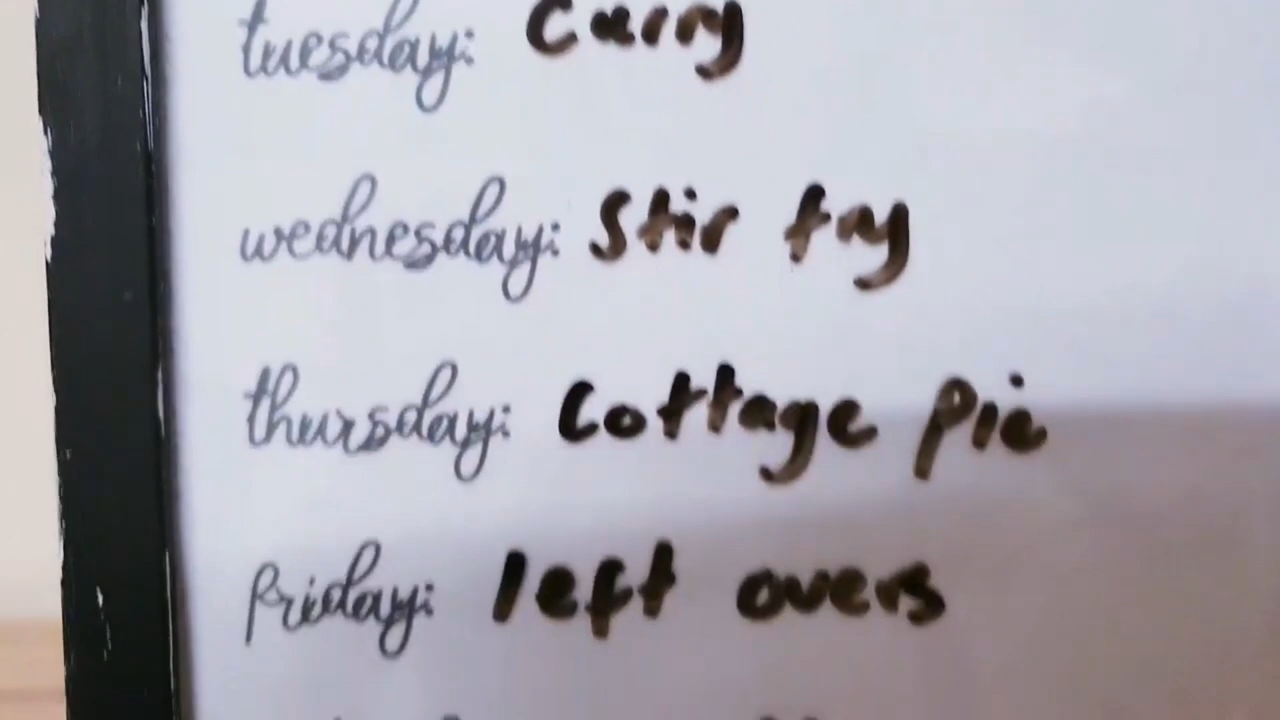 tuesday: Curry
wednesday: Stir fry
thursday: Cottage pie
friday: left overs